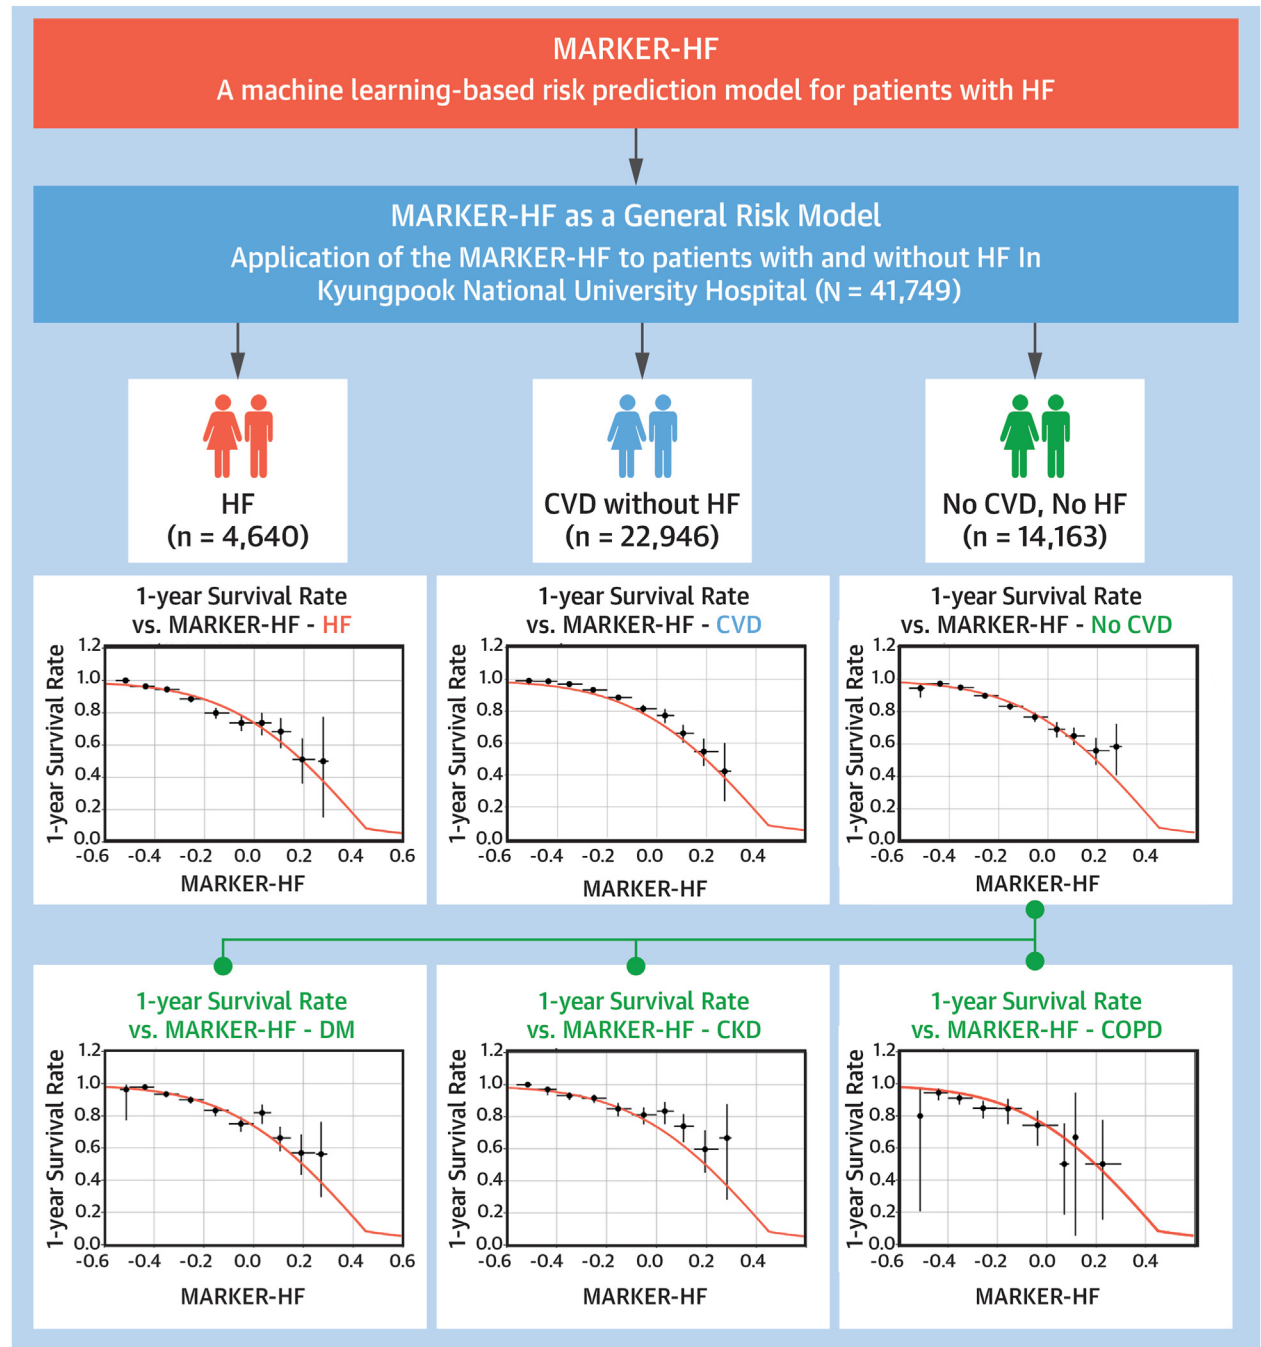 MARKER-HF
A machine learning-based risk prediction model for patients with HF
MARKER-HF as a General Risk Model
Application of the MARKER-HF to patients with and without HF In
Kyungpook National University Hospital (N = 41,749)
HF
(n = 4,640)
CVD without HF
(n = 22,946)
No CVD, No HF
(n = 14,163)
1-year Survival Rate
vs. MARKER-HF - HF
1-year Survival Rate
1.2
1.0
0.8
0.6
0.4
0.2
0.0
-0.6 -0.4 -0.2 0.0 0.2 0.4 0.6
MARKER-HF
1-year Survival Rate
vs. MARKER-HF - CVD
1-year Survival Rate
1.2
1.0
0.8
0.6
0.4
0.2
0.0
-0.6 -0.4 -0.2 0.0 0.2 0.4
MARKER-HF
1-year Survival Rate
vs. MARKER-HF - No CVD
1-year Survival Rate
1.2
1.0
0.8
0.6
0.4
0.2
0.0
-0.6 -0.4 -0.2 0.0 0.2 0.4
MARKER-HF
1-year Survival Rate
vs. MARKER-HF - DM
1-year Survival Rate
1.2
1.0
0.8
0.6
0.4
0.2
0.0
-0.6 -0.4 -0.2 0.0 0.2 0.4 0.6
MARKER-HF
1-year Survival Rate
vs. MARKER-HF - CKD
1-year Survival Rate
1.2
1.0
0.8
0.6
0.4
0.2
0.0
-0.6 -0.4 -0.2 0.0 0.2 0.4
MARKER-HF
1-year Survival Rate
vs. MARKER-HF - COPD
1-year Survival Rate
1.2
1.0
0.8
0.6
0.4
0.2
0.0
-0.6 -0.4 -0.2 0.0 0.2 0.4
MARKER-HF